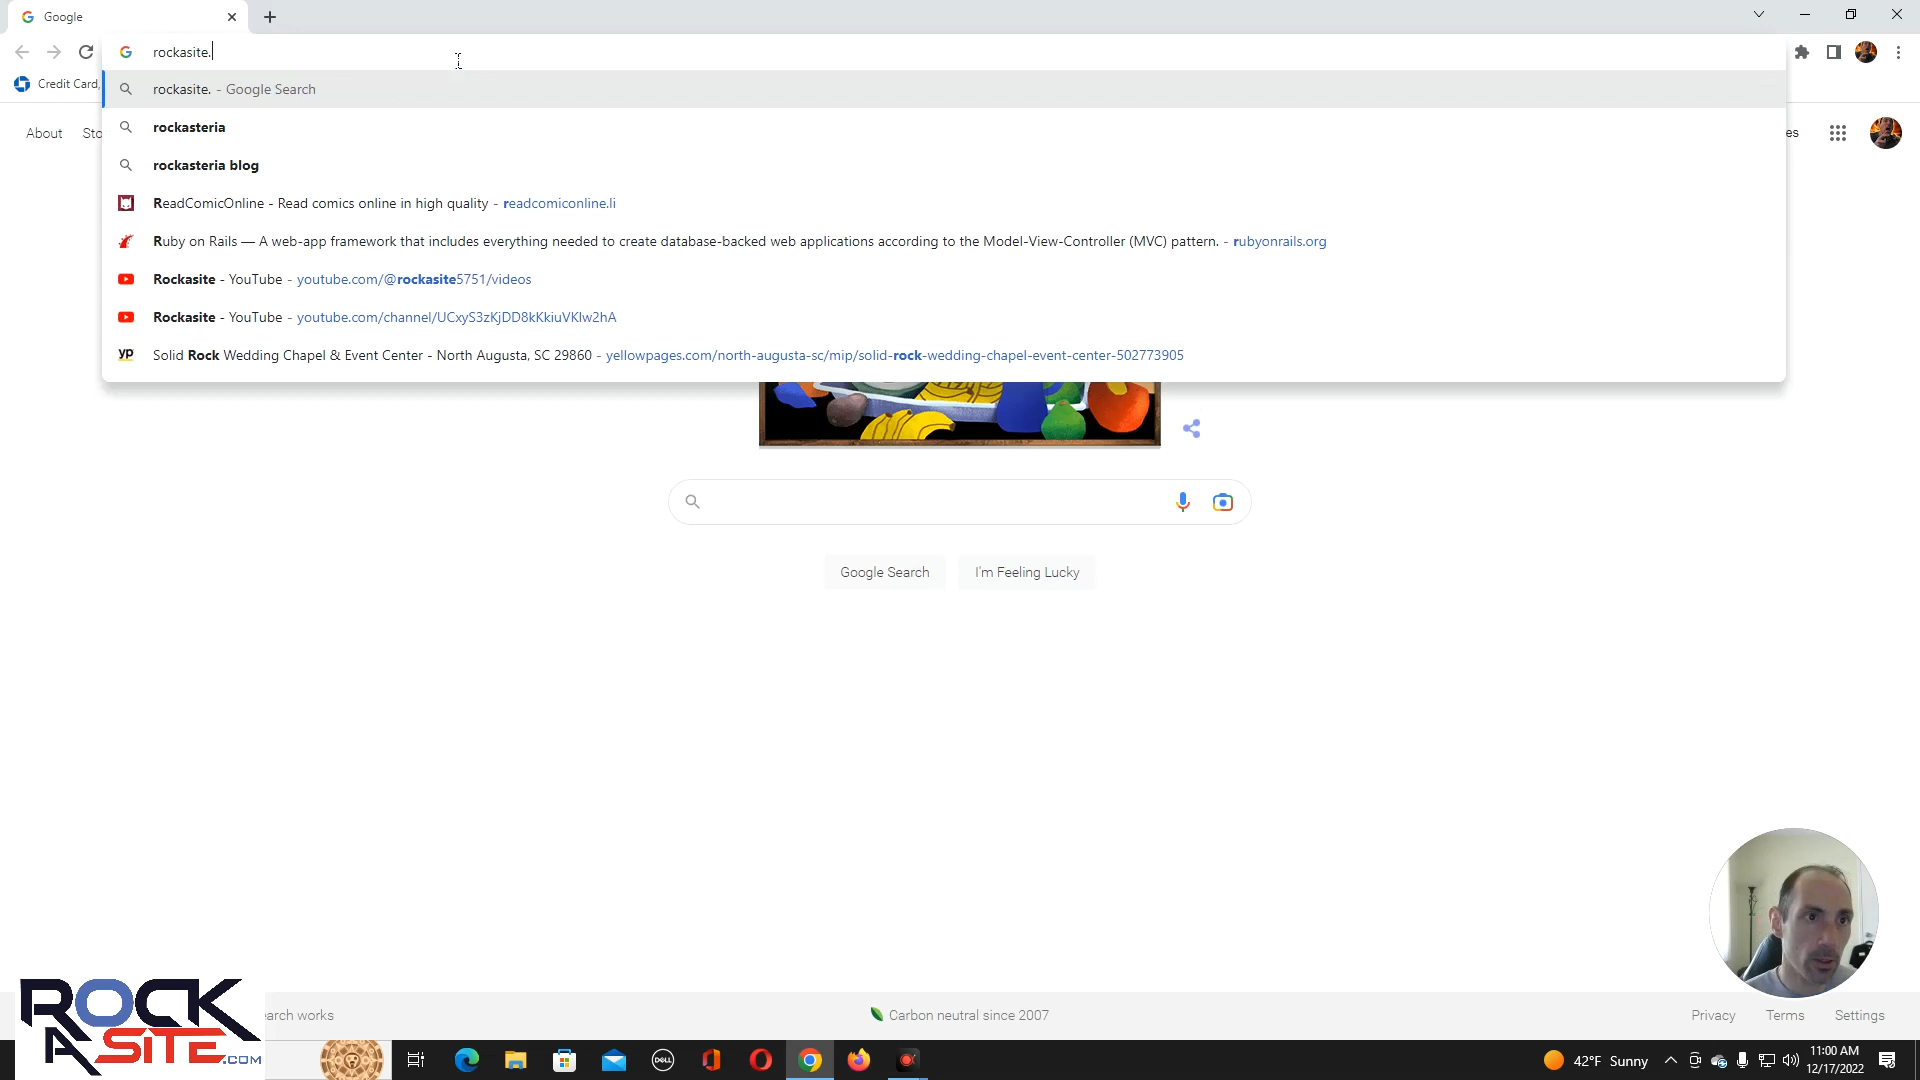 Google
rockasite.
Credit Card,
rockasite. - Google Search
rockasteria
rockasteria blog
ReadComicOnline - Read comics online in high quality - readcomiconline.li
Ruby on Rails — A web-app framework that includes everything needed to create database-backed web applications according to the Model-View-Controller (MVC) pattern. - rubyonrails.org
Rockasite - YouTube - youtube.com/@rockasite5751/videos
Rockasite - YouTube - youtube.com/channel/UCxyS3zKjDD8kKkiuVKlw2hA
yp Solid Rock Wedding Chapel & Event Center - North Augusta, SC 29860 - yellowpages.com/north-augusta-sc/mip/solid-rock-wedding-chapel-event-center-502773905
About Sto es
Google Search I'm Feeling Lucky
earch works Carbon neutral since 2007 Privacy Terms Settings
ROCK
A SITE.COM
DELL
42°F Sunny
11:00 AM
12/17/2022